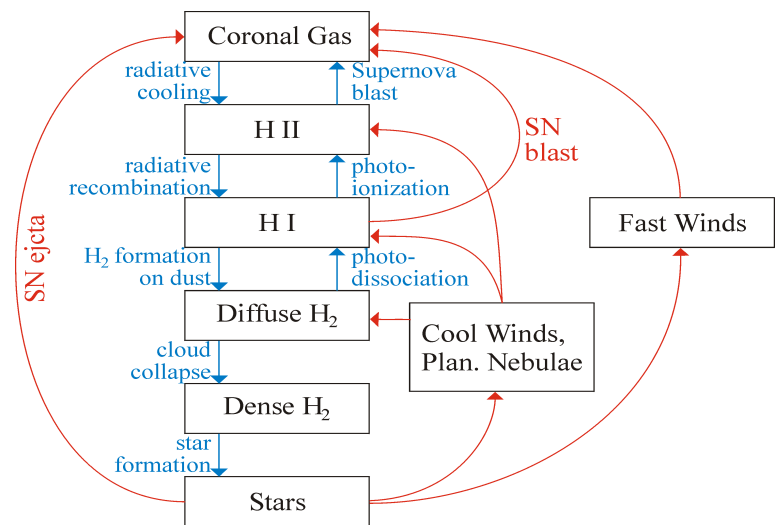 Coronal Gas
radiative
cooling
Supernova
blast
H II
SN
blast
radiative
recombination
photo-
ionization
H I
Fast Winds
SN ejcta
H₂ formation
on dust
photo-
dissociation
Diffuse H₂
Cool Winds,
Plan. Nebulae
cloud
collapse
Dense H₂
star
formation
Stars